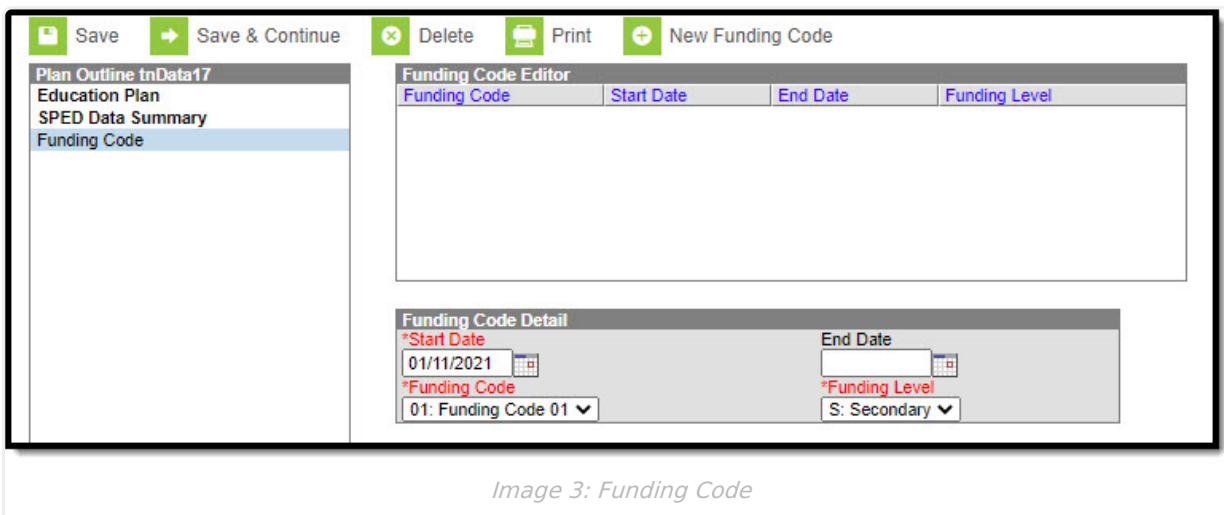 Save Save & Continue Delete Print New Funding Code
Plan Outline tnData17
Education Plan
SPED Data Summary
Funding Code
Funding Code Editor
Funding Code Start Date End Date Funding Level
Funding Code Detail
*Start Date End Date
01/11/2021
*Funding Code *Funding Level
01: Funding Code 01 S: Secondary
Image 3: Funding Code